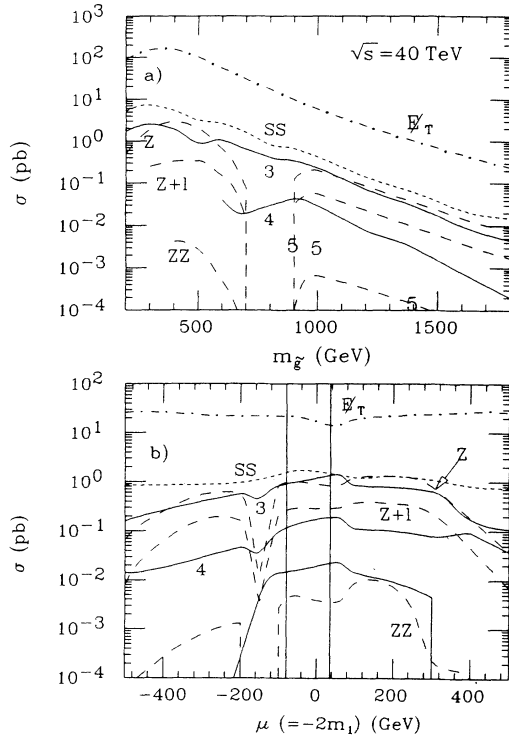 10³
10²
10¹
10⁰
10⁻¹
10⁻²
10⁻³
10⁻⁴
σ (pb)
a)
√s = 40 TeV
E̸_T
SS
Z
3
Z+l
4
5
5
ZZ
5
500
1000
1500
m_g̃ (GeV)
10²
10¹
10⁰
10⁻¹
10⁻²
10⁻³
10⁻⁴
σ (pb)
b)
E̸_T
Z
SS
3
Z+l
4
ZZ
−400
−200
0
200
400
μ (=−2m₁) (GeV)